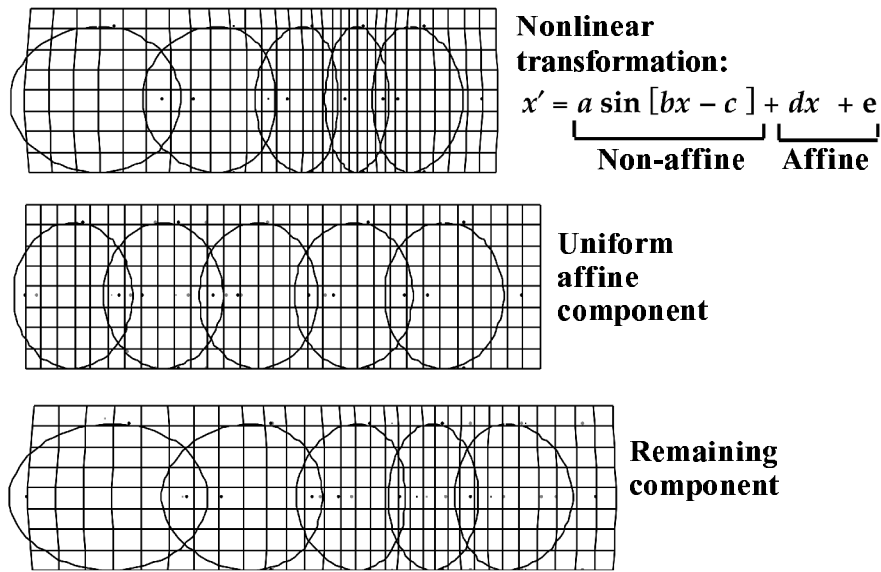 Nonlinear
transformation:
x′ = a sin [bx − c ] + dx + e
Non-affine Affine
Uniform
affine
component
Remaining
component